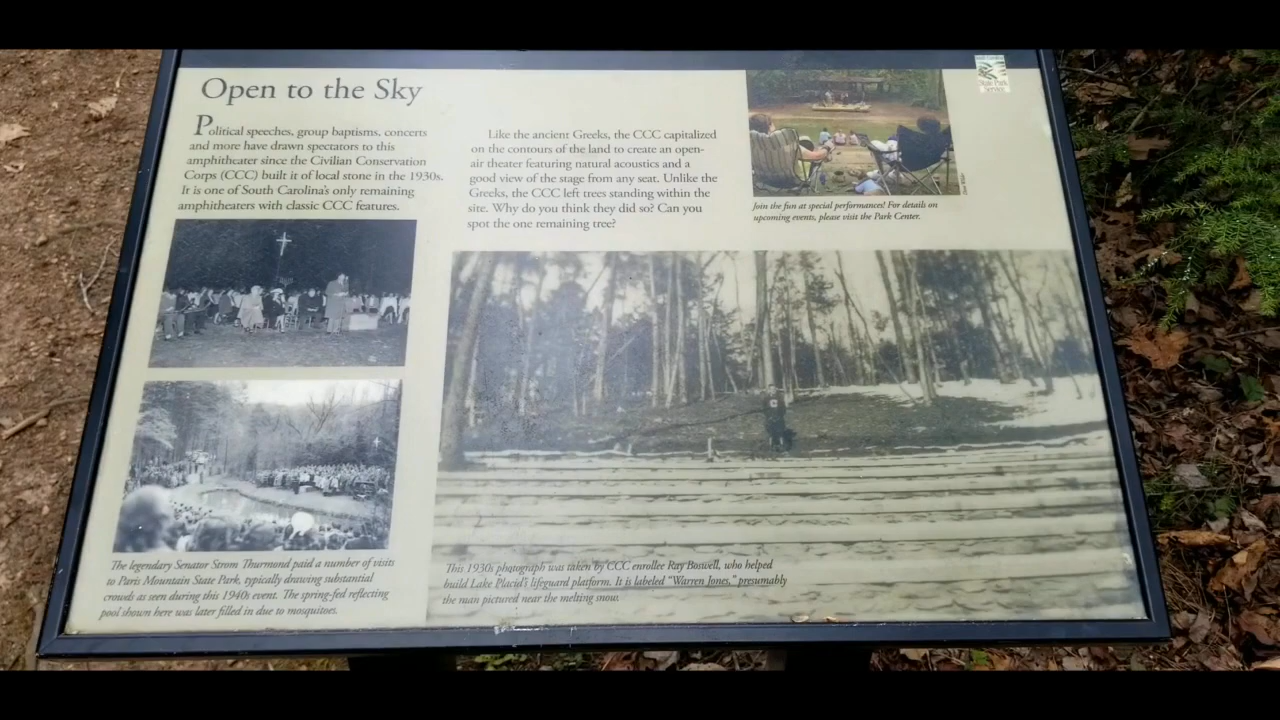 Open to the Sky
Political speeches, group baptisms, concerts
and more have drawn spectators to this
amphitheater since the Civilian Conservation
Corps (CCC) built it of local stone in the 1930s.
It is one of South Carolina's only remaining
amphitheaters with classic CCC features.
The legendary Senator Strom Thurmond paid a number of visits
to Paris Mountain State Park, typically drawing substantial
crowds as seen during this 1940s event. The spring-fed reflecting
pool shown here was later filled in due to mosquitoes.
Like the ancient Greeks, the CCC capitalized
on the contours of the land to create an open-
air theater featuring natural acoustics and a
good view of the stage from any seat. Unlike the
Greeks, the CCC left trees standing within the
site. Why do you think they did so? Can you
spot the one remaining tree?
Join the fun at special performances! For details on
upcoming events, please visit the Park Center.
This 1930s photograph was taken by CCC enrollee Ray Boswell, who helped
build Lake Placid's lifeguard platform. It is labeled "Warren Jones," presumably
the man pictured near the melting snow.
State Park
Service